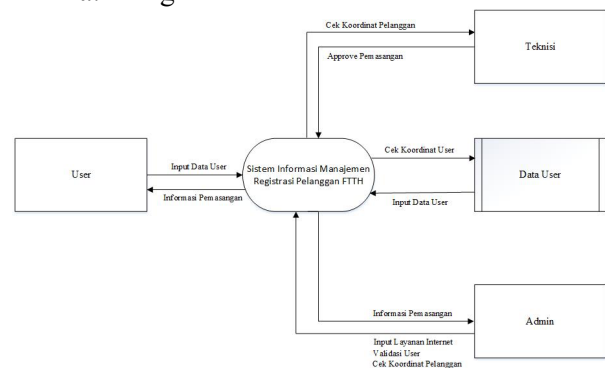 Cek Koordinat Pelanggan
Teknisi
Approve Pemasangan
User
Input Data User
Informasi Pemasangan
Sistem Informasi Manajemen
Registrasi Pelanggan FTTH
Cek Koordinat User
Data User
Input Data User
Informasi Pemasangan
Admin
Input Layanan Internet
Validasi User
Cek Koordinat Pelanggan